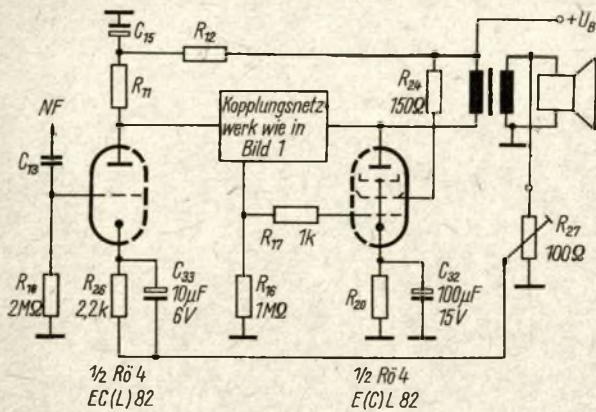 C15
R12
+UB
R11
R24
150Ω
NF
Kopplungsnetz
werk wie in
Bild 1
C13
R17 1k
R27
100Ω
R18
2MΩ
R26
2,2k
C33
10µF
6V
R16
1MΩ
R20
C32
100µF
15V
½ Rö 4
EC(L) 82
½ Rö 4
E(C)L 82